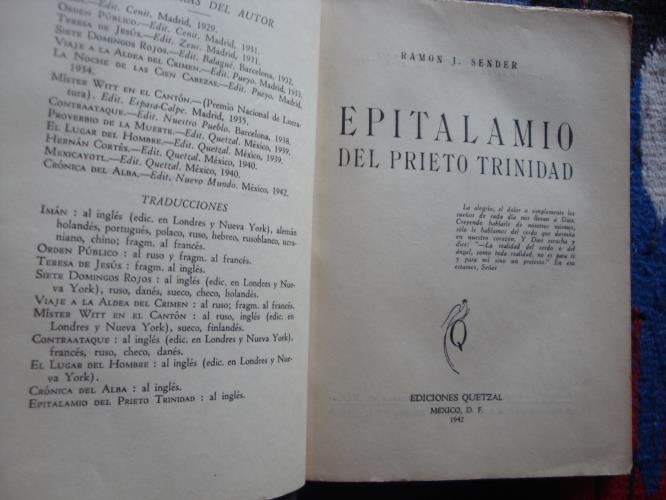 AS DEL AUTOR
Edit. Cenit. Madrid, 1929.
ORDEN PÚBLICO.—Edit. Cenit. Madrid, 1931.
TERESA DE JESÚS.—Edit. Zeus. Madrid, 1931.
SIETE DOMINGOS ROJOS.—Edit. Balagué. Barcelona, 1932.
VIAJE A LA ALDEA DEL CRIMEN.—Edit. Pueyo. Madrid, 1933.
LA NOCHE DE LAS CIEN CABEZAS.—Edit. Pueyo. Madrid,
1934.
MÍSTER WITT EN EL CANTÓN.—(Premio Nacional de Litera-
tura). Edit. Espasa-Calpe. Madrid, 1935.
CONTRAATAQUE.—Edit. Nuestro Pueblo. Barcelona, 1938.
PROVERBIO DE LA MUERTE.—Edit. Quetzal. México, 1939.
EL LUGAR DEL HOMBRE.—Edit. Quetzal. México, 1939.
HERNÁN CORTÉS.—Edit. Quetzal. México, 1940.
MEXICAYOTL.—Edit. Quetzal. México, 1940.
CRÓNICA DEL ALBA.—Edit. Nuevo Mundo. México, 1942.
TRADUCCIONES
IMÁN : al inglés (edic. en Londres y Nueva York), alemán
holandés, portugués, polaco, ruso, hebreo, rusoblanco, ucra-
niano, chino; fragm. al francés.
ORDEN PÚBLICO : al ruso y fragm. al francés.
TERESA DE JESÚS : fragm. al inglés.
SIETE DOMINGOS ROJOS : al inglés (edic. en Londres y Nue-
va York), ruso, danés, sueco, checo, holandés.
VIAJE A LA ALDEA DEL CRIMEN : al ruso; fragm. al francés.
MÍSTER WITT EN EL CANTÓN : al ruso, inglés (edic. en
Londres y Nueva York), sueco, finlandés.
CONTRAATAQUE : al inglés (edic. en Londres y Nueva York),
francés, ruso, checo, danés.
EL LUGAR DEL HOMBRE : al inglés (edic. en Londres y Nue-
va York).
CRÓNICA DEL ALBA : al inglés.
EPITALAMIO DEL PRIETO TRINIDAD : al inglés.
RAMON J. SENDER
EPITALAMIO
DEL PRIETO TRINIDAD
La alegría, el dolor o simplemente los
sueños de cada día nos llevan a Dios.
Creyendo hablarle de nosotros mismos,
sólo le hablamos del cerdo que dormita
en nuestro corazón. Y Dios escucha y
dice: "—La realidad del cerdo o del
ángel, como toda realidad, no es para ti
y para mí sino un pretexto." En eso
estamos, Señor
Q
EDICIONES QUETZAL
MÉXICO, D. F.
1942